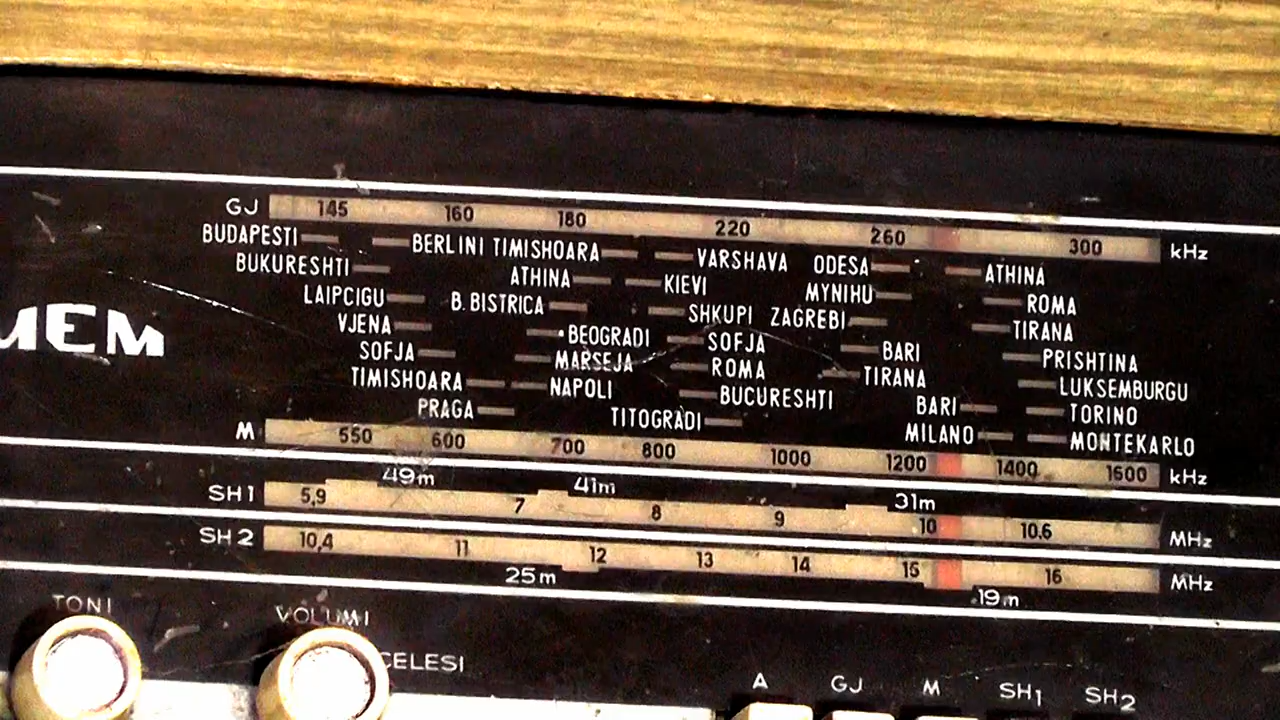 GJ 145 160 180 220 260 300 kHz
BUDAPESTI BERLINI TIMISHOARA VARSHAVA ODESA ATHINA
BUKURESHTI ATHINA KIEVI MYNIHU ROMA
LAIPCIGU B.BISTRICA SHKUPI ZAGREBI TIRANA
VJENA BEOGRADI SOFJA BARI PRISHTINA
SOFJA MARSEJA ROMA TIRANA LUKSEMBURGU
TIMISHOARA NAPOLI BUCURESHTI BARI TORINO
PRAGA TITOGRADI MILANO MONTEKARLO
M 550 600 700 800 1000 1200 1400 1600 kHz
49m 41m 31m
SH1 5,9 7 8 9 10 10.6 MHz
SH2 10,4 11 12 13 14 15 16 MHz
25m 19m
TONI VOLUMI
CELESI
A GJ M SH1 SH2